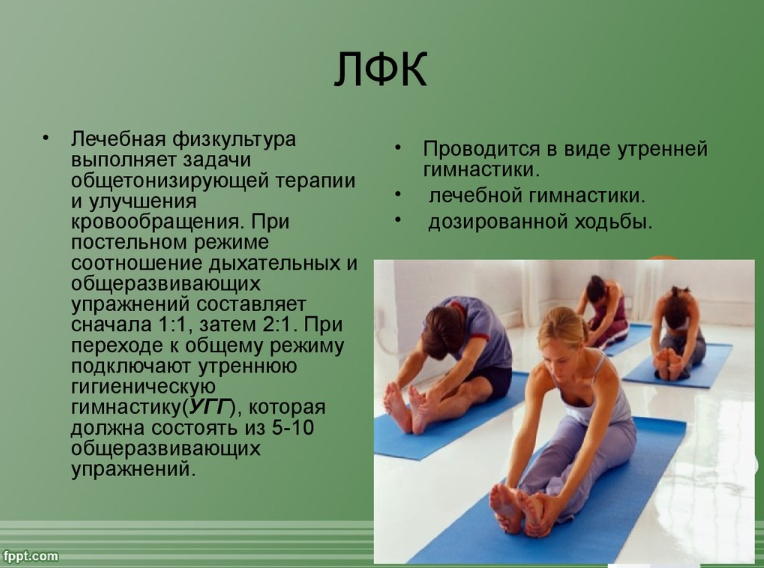 ЛФК
• Лечебная физкультура
выполняет задачи
общетонизирующей терапии
и улучшения
кровообращения. При
постельном режиме
соотношение дыхательных и
общеразвивающих
упражнений составляет
сначала 1:1, затем 2:1. При
переходе к общему режиму
подключают утреннюю
гигиеническую
гимнастику(УГГ), которая
должна состоять из 5-10
общеразвивающих
упражнений.
• Проводится в виде утренней
гимнастики.
• лечебной гимнастики.
• дозированной ходьбы.
fppt.com